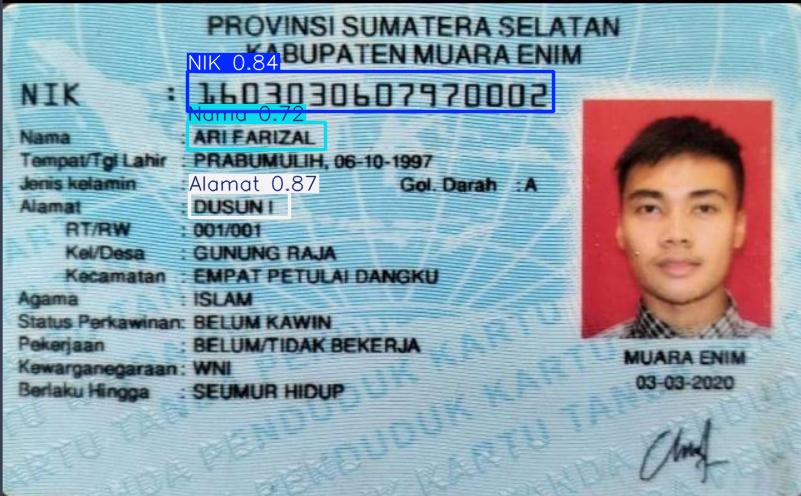 PROVINSI SUMATERA SELATAN
KABUPATEN MUARA ENIM
NIK 0.84
NIK : 1603030607970002
Nama 0.72
Nama : ARI FARIZAL
Tempat/Tgl Lahir : PRABUMULIH, 06-10-1997
Jenis kelamin : Alamat 0.87 Gol. Darah : A
Alamat : DUSUN I
RT/RW : 001/001
Kel/Desa : GUNUNG RAJA
Kecamatan : EMPAT PETULAI DANGKU
Agama : ISLAM
Status Perkawinan: BELUM KAWIN
Pekerjaan : BELUM/TIDAK BEKERJA
Kewarganegaraan: WNI
Berlaku Hingga : SEUMUR HIDUP
MUARA ENIM
03-03-2020